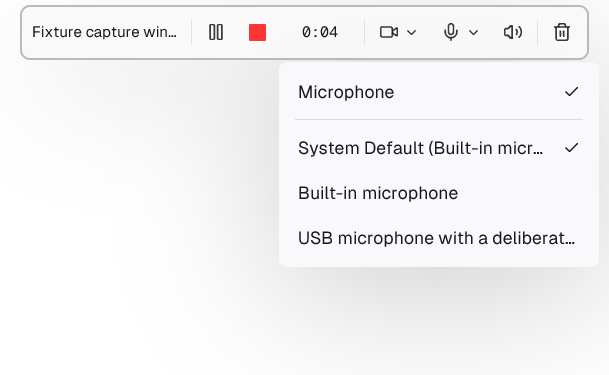 Fixture capture win...
0:04
Microphone
System Default (Built-in micr...
Built-in microphone
USB microphone with a deliberat...